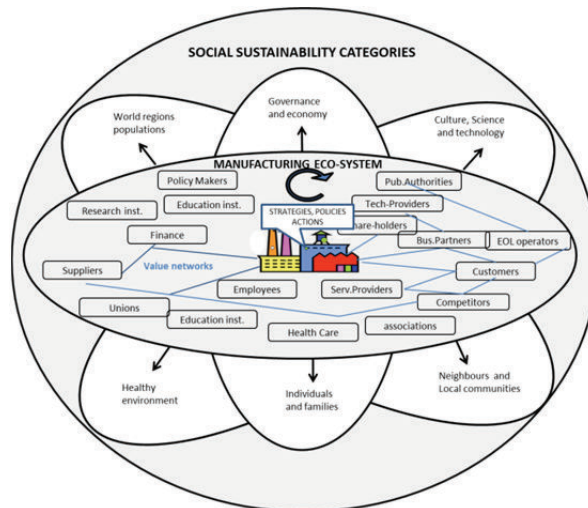 SOCIAL SUSTAINABILITY CATEGORIES
Governance
and economy
World regions
populations
Culture, Science
and technology
MANUFACTURING ECO-SYSTEM
Policy Makers
Pub.Authorities
Research inst.
Education inst.
Tech-Providers
STRATEGIES, POLICIES
ACTIONS
hare-holders
Finance
Bus.Partners
EOL operators
Value networks
Suppliers
Customers
Employees
Serv.Providers
Unions
Competitors
Education inst.
Health Care
associations
Healthy
environment
Individuals
and families
Neighbours and
Local communities